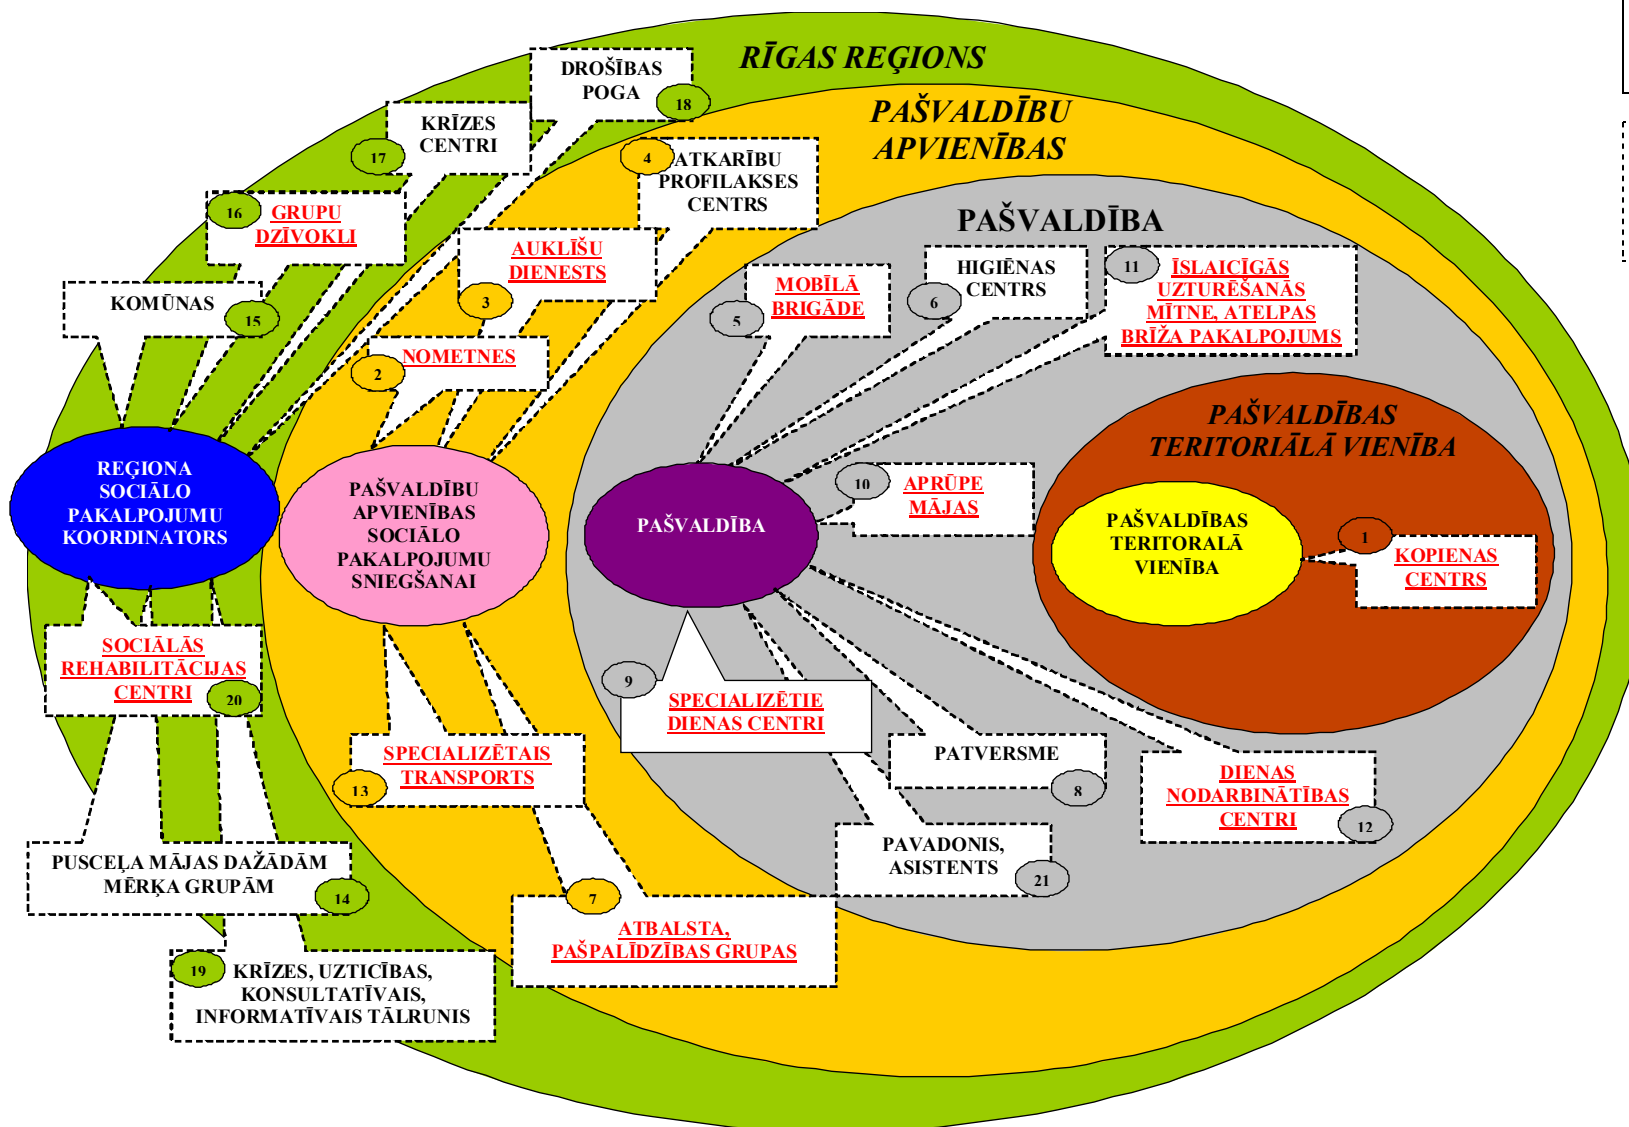 RĪGAS REĢIONS
PAŠVALDĪBU
APVIENĪBAS
PAŠVALDĪBA
PAŠVALDĪBAS
TERITORIĀLĀ VIENĪBA
DROŠĪBAS
POGA
18
KRĪZES
CENTRI
17
16
GRUPU
DZĪVOKLI
KOMŪNAS
15
4
ATKARĪBU
PROFILAKSES
CENTRS
AUKLĪŠU
DIENESTS
3
NOMETNES
2
MOBILĀ
BRIGĀDE
5
HIGIĒNAS
CENTRS
6
11
ĪSLAICĪGĀS
UZTURĒŠANĀS
MĪTNE, ATELPAS
BRĪŽA PAKALPOJUMS
REĢIONA
SOCIĀLO
PAKALPOJUMU
KOORDINATORS
PAŠVALDĪBU
APVIENĪBAS
SOCIĀLO
PAKALPOJUMU
SNIEGŠANAI
PAŠVALDĪBA
10
APRŪPE
MĀJAS
PAŠVALDĪBAS
TERITORALĀ
VIENĪBA
1
KOPIENAS
CENTRS
SOCIĀLĀS
REHABILITĀCIJAS
CENTRI
20
9
SPECIALIZĒTIE
DIENAS CENTRI
SPECIALIZĒTAIS
TRANSPORTS
13
PATVERSME
8
DIENAS
NODARBINĀTĪBAS
CENTRI
12
PAVADONIS,
ASISTENTS
21
PUSCEĻA MĀJAS DAŽĀDĀM
MĒRĶA GRUPĀM
14
7
ATBALSTA,
PAŠPALĪDZĪBAS GRUPAS
19
KRĪZES, UZTICĪBAS,
KONSULTATĪVAIS,
INFORMATĪVAIS TĀLRUNIS